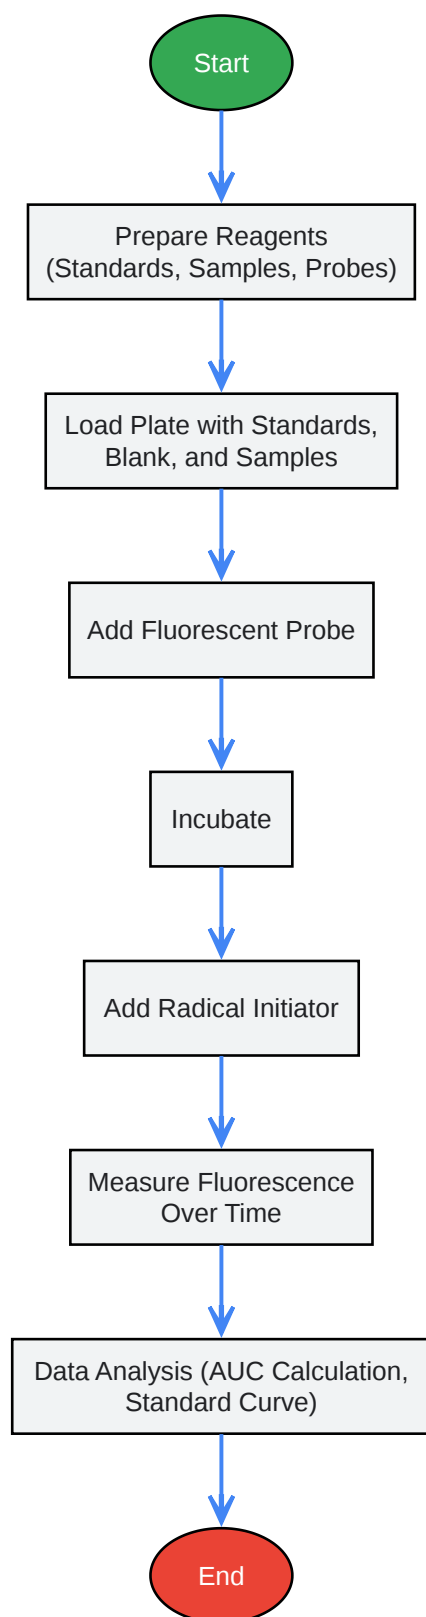 Start
Prepare Reagents
(Standards, Samples, Probes)
Load Plate with Standards,
Blank, and Samples
Add Fluorescent Probe
Incubate
Add Radical Initiator
Measure Fluorescence
Over Time
Data Analysis (AUC Calculation,
Standard Curve)
End